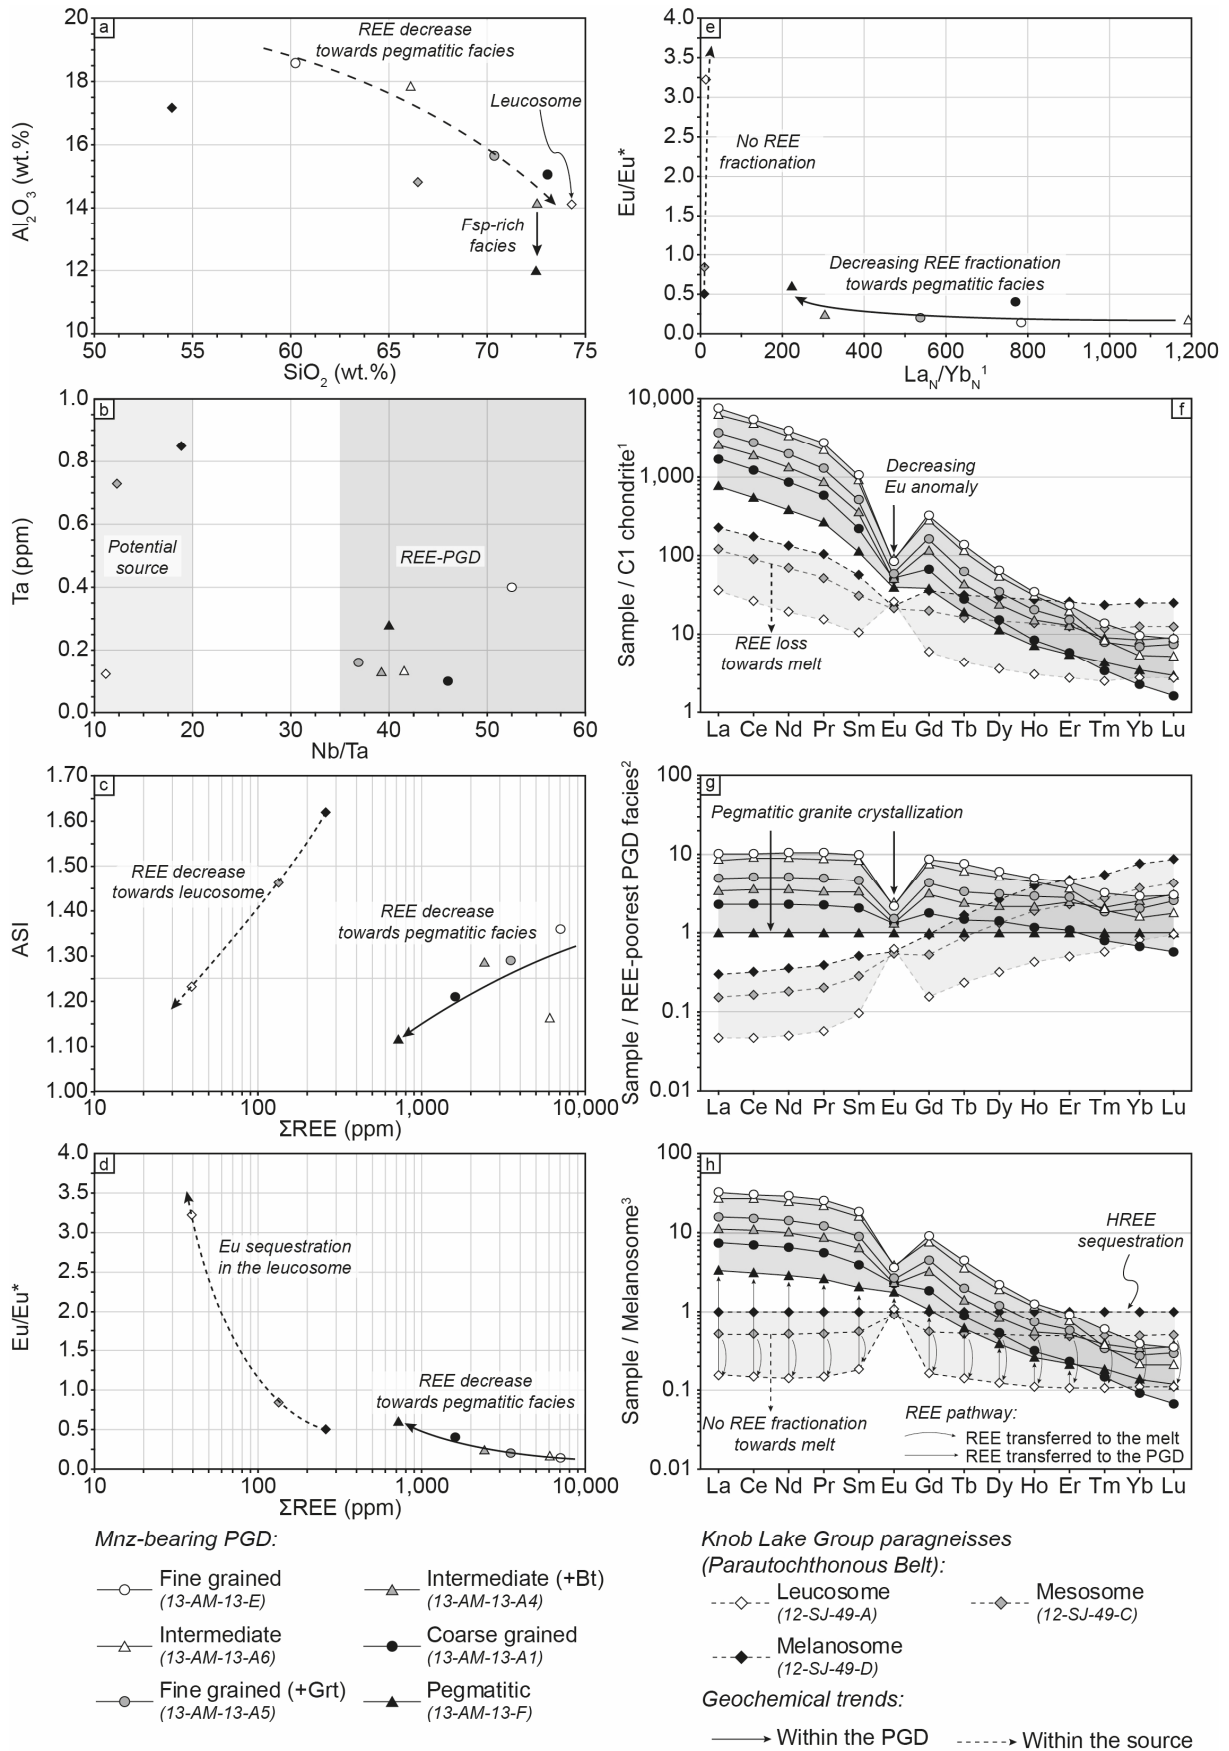 a
20
18
16
14
12
10
Al2O3 (wt.%)
REE decrease
towards pegmatitic facies
Leucosome
Fsp-rich
facies
50
60
70
75
SiO2 (wt.%)
e
4.0
3.5
3.0
2.5
2.0
1.5
1.0
0.5
0.0
Eu/Eu*
No REE
fractionation
Decreasing REE fractionation
towards pegmatitic facies
0
200
400
600
800
1,000
1,200
LaN/YbN1
b
1.0
0.8
0.6
0.4
0.2
0.0
Ta (ppm)
Potential
source
REE-PGD
10
20
30
40
50
60
Nb/Ta
f
10,000
1,000
100
10
1
Sample / C1 chondrite1
Decreasing
Eu anomaly
REE loss
towards melt
La Ce Nd Pr Sm Eu Gd Tb Dy Ho Er Tm Yb Lu
c
1.70
1.60
1.50
1.40
1.30
1.20
1.10
1.00
ASI
REE decrease
towards leucosome
REE decrease
towards pegmatitic facies
10
100
1,000
10,000
ΣREE (ppm)
g
100
10
1
0.1
0.01
Sample / REE-poorest PGD facies2
Pegmatitic granite crystallization
La Ce Nd Pr Sm Eu Gd Tb Dy Ho Er Tm Yb Lu
d
4.0
3.5
3.0
2.5
2.0
1.5
1.0
0.5
0.0
Eu/Eu*
Eu sequestration
in the leucosome
REE decrease
towards pegmatitic facies
10
100
1,000
10,000
ΣREE (ppm)
h
100
10
1
0.1
0.01
Sample / Melanosome3
HREE
sequestration
No REE fractionation
towards melt
REE pathway:
REE transferred to the melt
REE transferred to the PGD
La Ce Nd Pr Sm Eu Gd Tb Dy Ho Er Tm Yb Lu
Mnz-bearing PGD:
Fine grained
(13-AM-13-E)
Intermediate
(13-AM-13-A6)
Fine grained (+Grt)
(13-AM-13-A5)
Intermediate (+Bt)
(13-AM-13-A4)
Coarse grained
(13-AM-13-A1)
Pegmatitic
(13-AM-13-F)
Knob Lake Group paragneisses
(Parautochthonous Belt):
Leucosome
(12-SJ-49-A)
Mesosome
(12-SJ-49-C)
Melanosome
(12-SJ-49-D)
Geochemical trends:
Within the PGD
Within the source